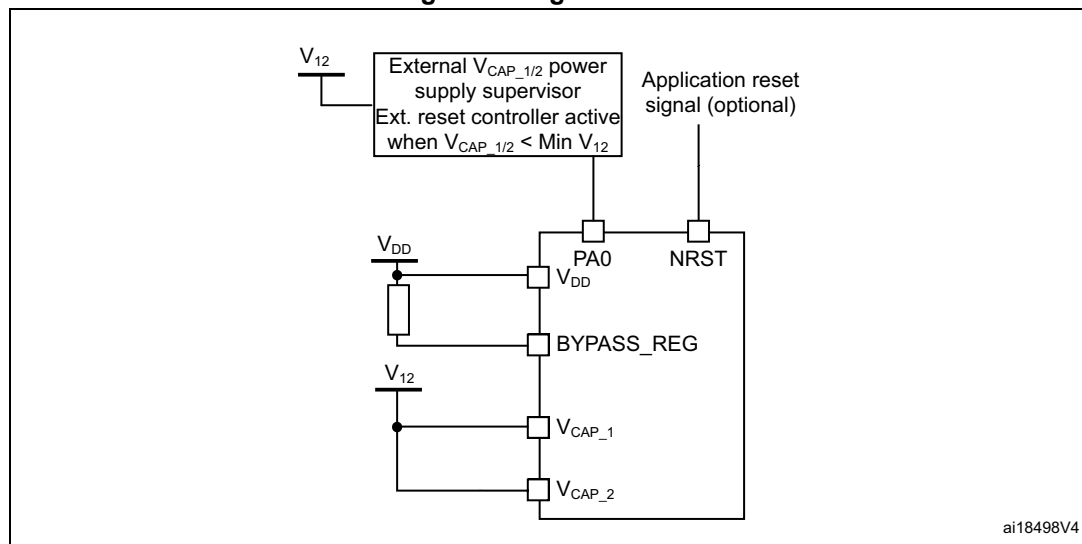 V12
External VCAP_1/2 power
supply supervisor
Ext. reset controller active
when VCAP_1/2 < Min V12
Application reset
signal (optional)
PA0
NRST
VDD
VDD
BYPASS_REG
V12
VCAP_1
VCAP_2
ai18498V4